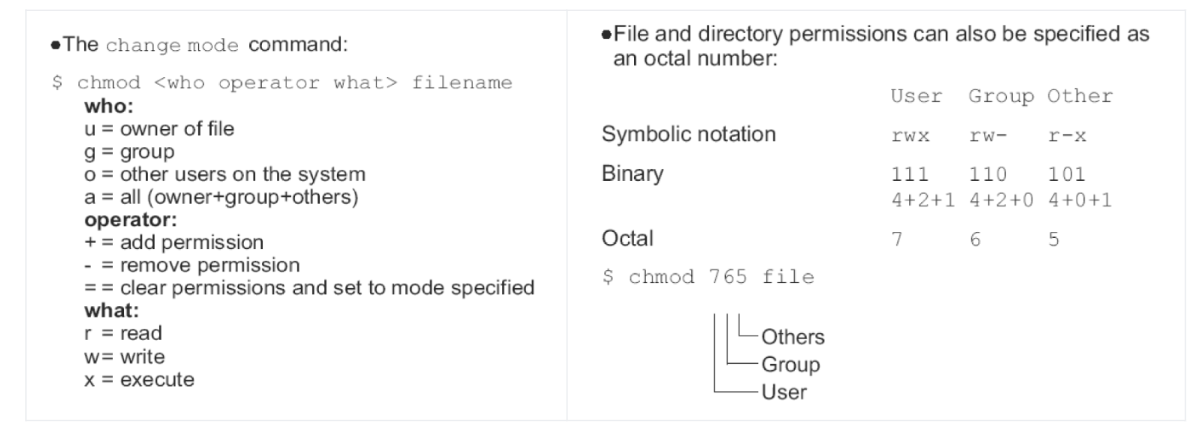 •The change mode command:
$ chmod <who operator what> filename
who:
u = owner of file
g = group
o = other users on the system
a = all (owner+group+others)
operator:
+ = add permission
- = remove permission
= = clear permissions and set to mode specified
what:
r = read
w= write
x = execute
•File and directory permissions can also be specified as
an octal number:
User Group Other
Symbolic notation rwx rw- r-x
Binary 111 110 101
4+2+1 4+2+0 4+0+1
Octal 7 6 5
$ chmod 765 file
Others
Group
User